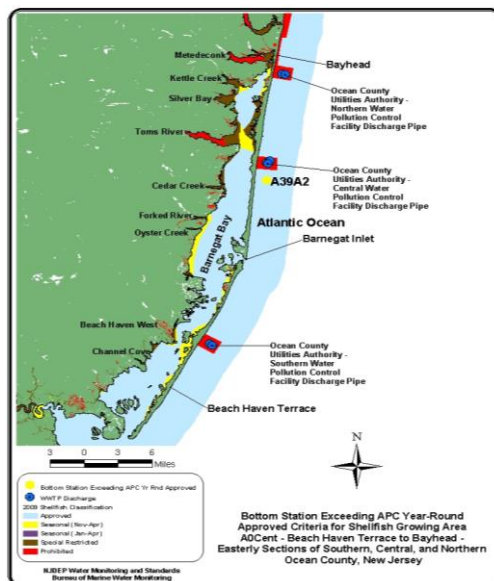 Metedeconk
Bayhead
Kettle Creek
Silver Bay
Ocean County
Utilities Authority -
Northern Water
Pollution Control
Facility Discharge Pipe
Toms River
Ocean County
Utilities Authority -
Central Water
Pollution Control
Facility Discharge Pipe
A39A2
Cedar Creek
Forked River
Atlantic Ocean
Oyster Creek
Barnegat Bay
Barnegat Inlet
Beach Haven West
Channel Cove
Ocean County
Utilities Authority -
Southern Water
Pollution Control
Facility Discharge Pipe
Beach Haven Terrace
3 0 3 6
Miles
N
Bottom Station Exceeding APC Yr Rnd Approved
WWTP Discharge
2009 Shellfish Classification
Approved
Seasonal (Nov-Apr)
Seasonal (Jan-Apr)
Special Restricted
Prohibited
NJDEP Water Monitoring and Standards
Bureau of Marine Water Monitoring
Bottom Station Exceeding APC Year-Round
Approved Criteria for Shellfish Growing Area
A0Cent - Beach Haven Terrace to Bayhead -
Easterly Sections of Southern, Central, and Northern
Ocean County, New Jersey